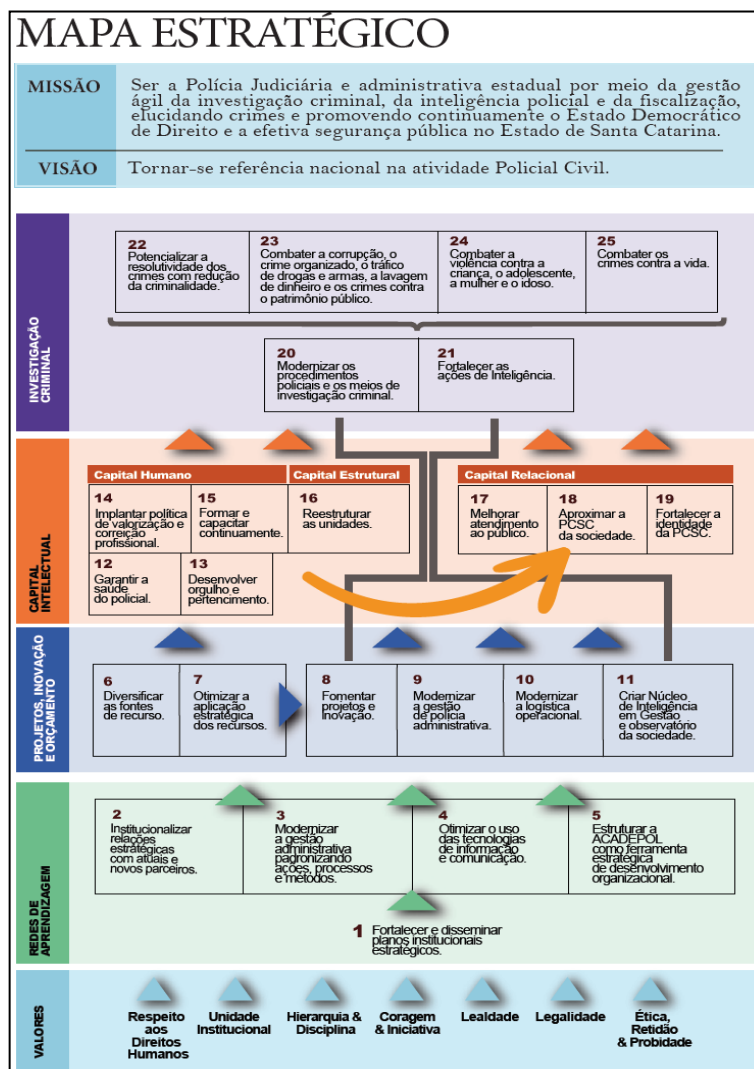 MAPA ESTRATÉGICO
MISSÃO
Ser a Polícia Judiciária e administrativa estadual por meio da gestão
ágil da investigação criminal, da inteligência policial e da fiscalização,
elucidando crimes e promovendo continuamente o Estado Democrático
de Direito e a efetiva segurança pública no Estado de Santa Catarina.
VISÃO
Tornar-se referência nacional na atividade Policial Civil.
INVESTIGAÇÃO
CRIMINAL
22
Potencializar a
resolutividade dos
crimes com redução
da criminalidade.
23
Combater a corrupção, o
crime organizado, o tráfico
de drogas e armas, a lavagem
de dinheiro e os crimes contra
o patrimônio público.
24
Combater a
violência contra a
criança, o adolescente,
a mulher e o idoso.
25
Combater os
crimes contra a vida.
20
Modernizar os
procedimentos
policiais e os meios de
investigação criminal.
21
Fortalecer as
ações de Inteligência.
CAPITAL
INTELECTUAL
Capital Humano
Capital Estrutural
Capital Relacional
14
Implantar política
de valorização e
correição
profissional.
15
Formar e
capacitar
continuamente.
16
Reestruturar
as unidades.
17
Melhorar
atendimento
ao público.
18
Aproximar a
PCSC
da sociedade.
19
Fortalecer a
identidade
da PCSC.
12
Garantir a
saúde
do policial.
13
Desenvolver
orgulho e
pertencimento.
PROJETOS, INOVAÇÃO
E ORÇAMENTO
6
Diversificar
as fontes
de recurso.
7
Otimizar a
aplicação
estratégica
dos recursos.
8
Fomentar
projetos e
Inovação.
9
Modernizar
a gestão
de polícia
administrativa.
10
Modernizar
a logística
operacional.
11
Criar Núcleo
de Inteligência
em Gestão
e observatório
da sociedade.
REDES DE
APRENDIZAGEM
2
Institucionalizar
relações
estratégicas
com atuais e
novos parceiros.
3
Modernizar
a gestão
administrativa
padronizando
ações, processos
e métodos.
4
Otimizar o uso
das tecnologias
de informação
e comunicação.
5
Estruturar a
ACADEPOL
como ferramenta
estratégica
de desenvolvimento
organizacional.
1 Fortalecer e disseminar
planos institucionais
estratégicos.
VALORES
Respeito
aos
Direitos
Humanos
Unidade
Institucional
Hierarquia &
Disciplina
Coragem
& Iniciativa
Lealdade
Legalidade
Ética,
Retidão
& Probidade